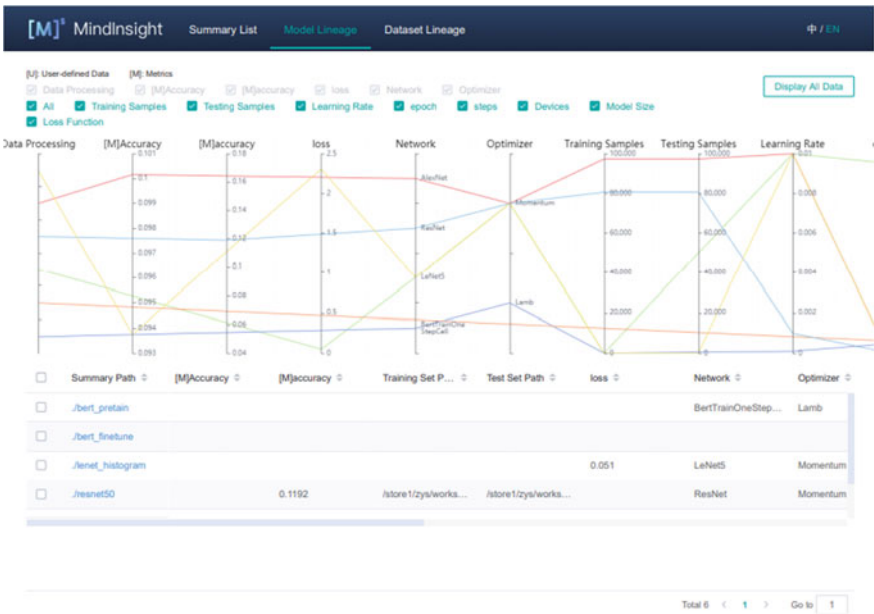 [M]ˢ MindInsight Summary List Model Lineage Dataset Lineage 中 / EN
[U]: User-defined Data [M]: Metrics
Data Processing [M]Accuracy [M]accuracy loss Network Optimizer
Display All Data
All Training Samples Testing Samples Learning Rate epoch steps Devices Model Size
Loss Function
Data Processing [M]Accuracy [M]accuracy loss Network Optimizer Training Samples Testing Samples Learning Rate
0.101 0.18 2.5 100,000 100,000 0.01
0.1 0.16 AlexNet
0.099 2 Momentum 80,000 80,000 0.008
0.14
0.098 0.12 1.5 ResNet 60,000 60,000 0.006
0.097
0.096 0.1 1 LeNet5 40,000 40,000 0.004
0.08
0.095 0.5 Lamb 20,000 20,000 0.002
0.094 0.06 BertTrainOne
StepCell
0.093 0.04 0 0 0 0
Summary Path [M]Accuracy [M]accuracy Training Set P... Test Set Path loss Network Optimizer
./bert_pretain BertTrainOneStep... Lamb
./bert_finetune
./lenet_histogram 0.051 LeNet5 Momentum
./resnet50 0.1192 /store1/zys/works... /store1/zys/works... ResNet Momentum
Total 6 < 1 > Go to 1